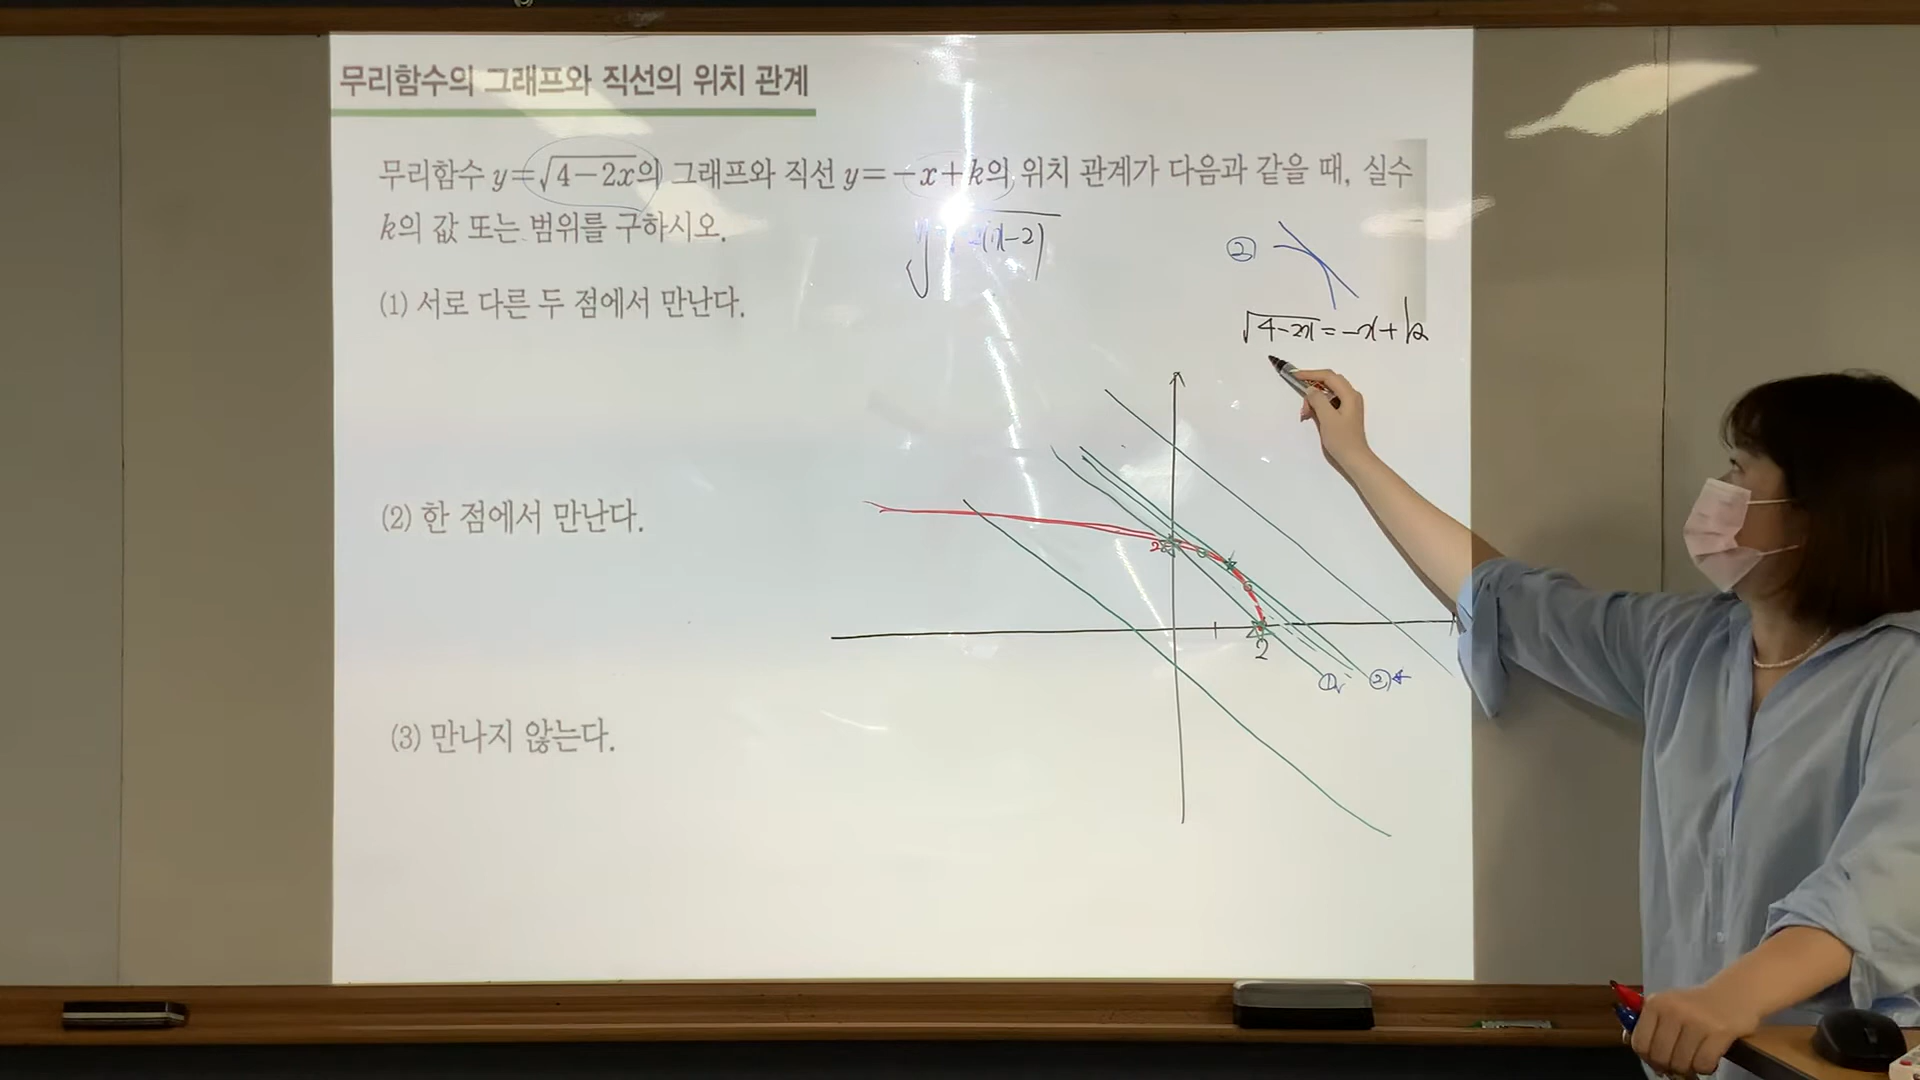 무리함수의 그래프와 직선의 위치 관계
무리함수 y=√4-2x의 그래프와 직선 y=-x+k의 위치 관계가 다음과 같을 때, 실수
k의 값 또는 범위를 구하시오.
(x-2)
②
(1) 서로 다른 두 점에서 만난다.
√4-2x=-x+k
(2) 한 점에서 만난다.
2
2
① ②
(3) 만나지 않는다.